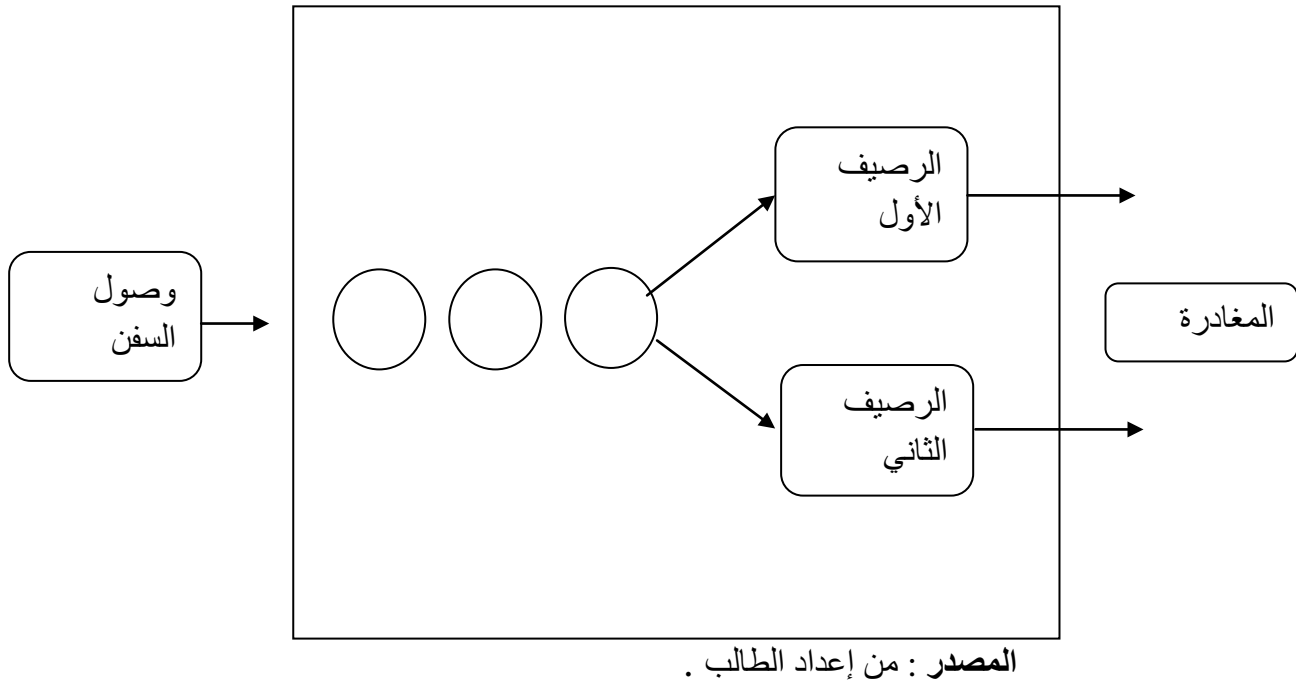 الرصيف
الأول
وصول
السفن
المغادرة
الرصيف
الثاني
المصدر : من إعداد الطالب .